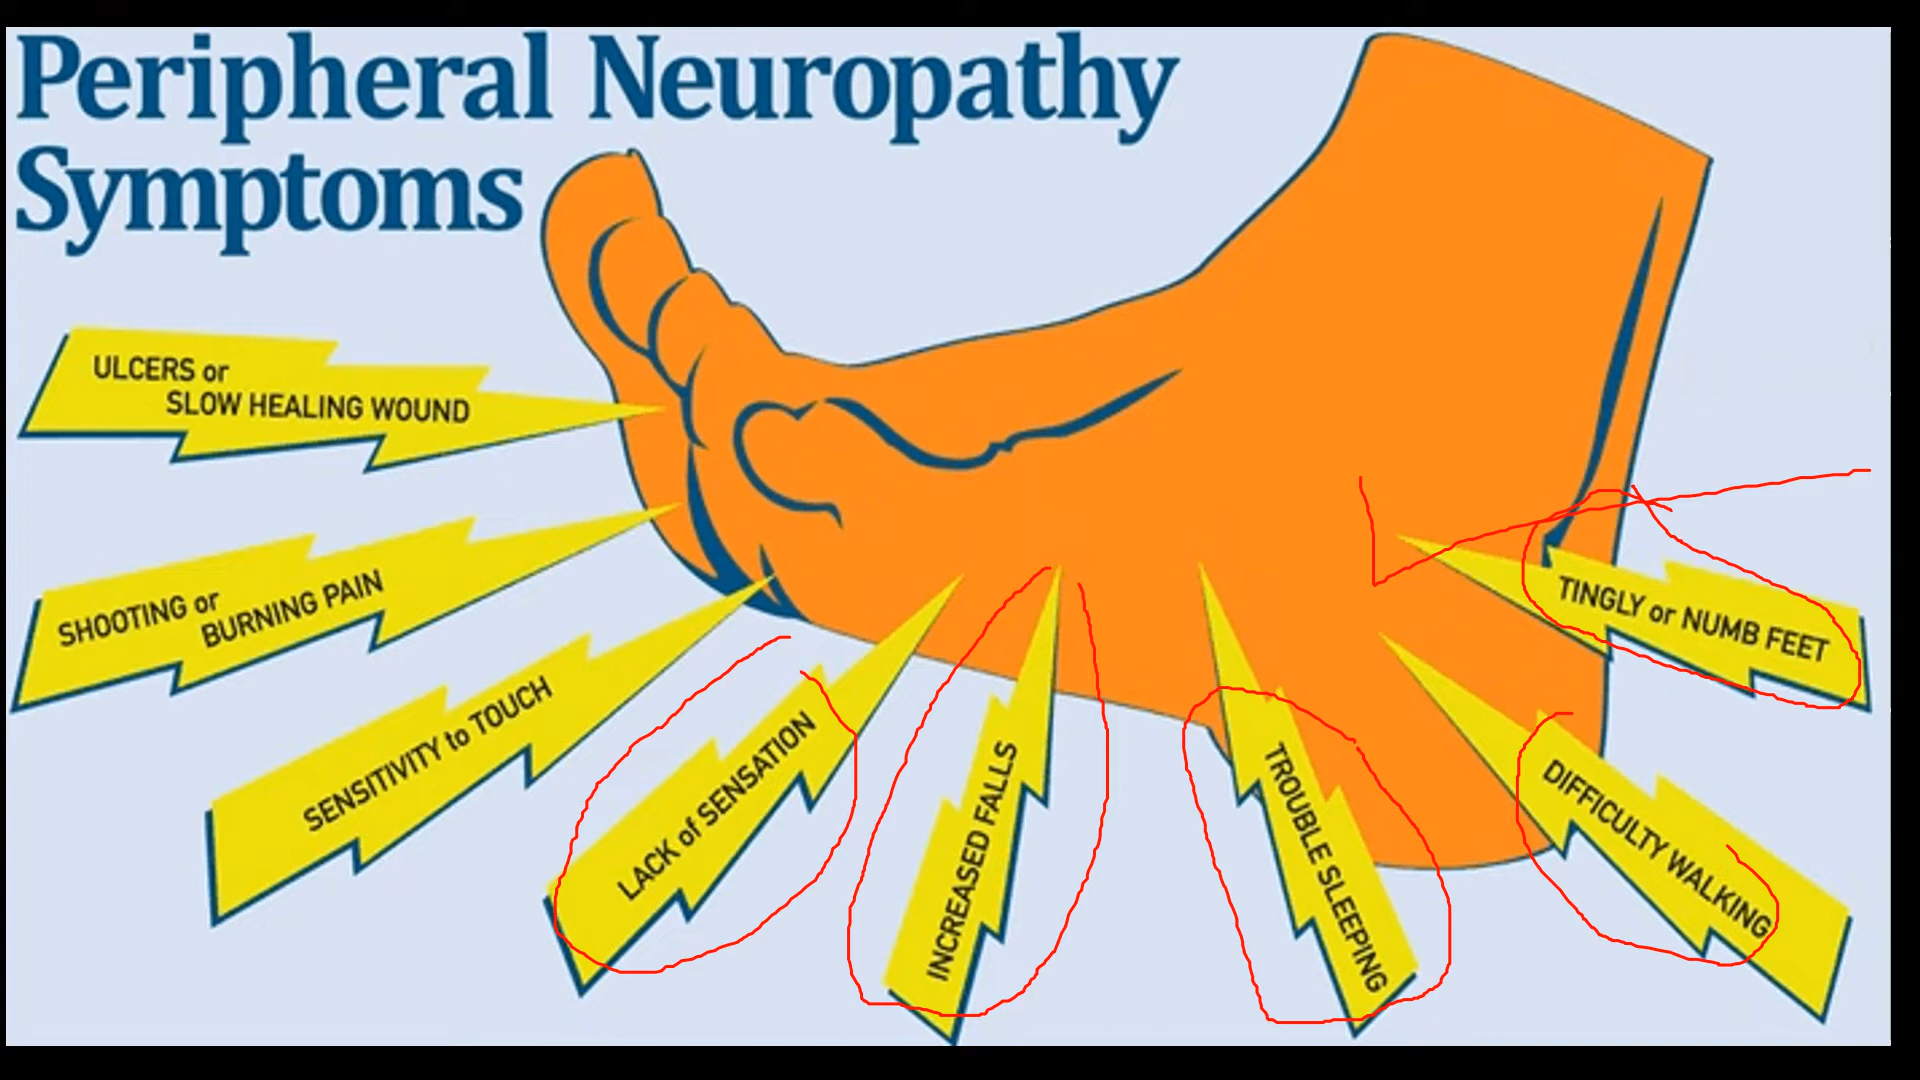 Peripheral Neuropathy
Symptoms
ULCERS or
SLOW HEALING WOUND
SHOOTING or
BURNING PAIN
SENSITIVITY to TOUCH
LACK of SENSATION
INCREASED FALLS
TROUBLE SLEEPING
DIFFICULTY WALKING
TINGLY or NUMB FEET